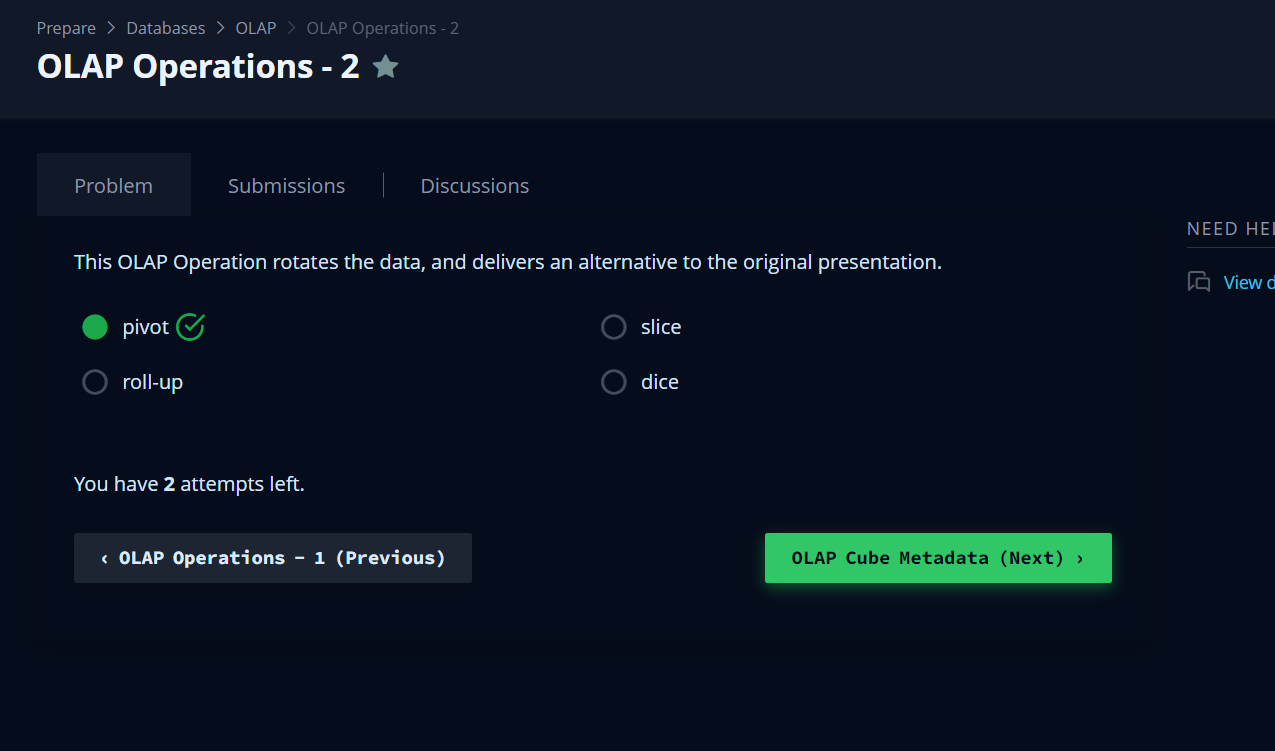 Prepare > Databases > OLAP > OLAP Operations - 2
OLAP Operations - 2
Problem
Submissions
Discussions
NEED HE
View
This OLAP Operation rotates the data, and delivers an alternative to the original presentation.
pivot
slice
roll-up
dice
You have 2 attempts left.
‹ OLAP Operations - 1 (Previous)
OLAP Cube Metadata (Next) ›